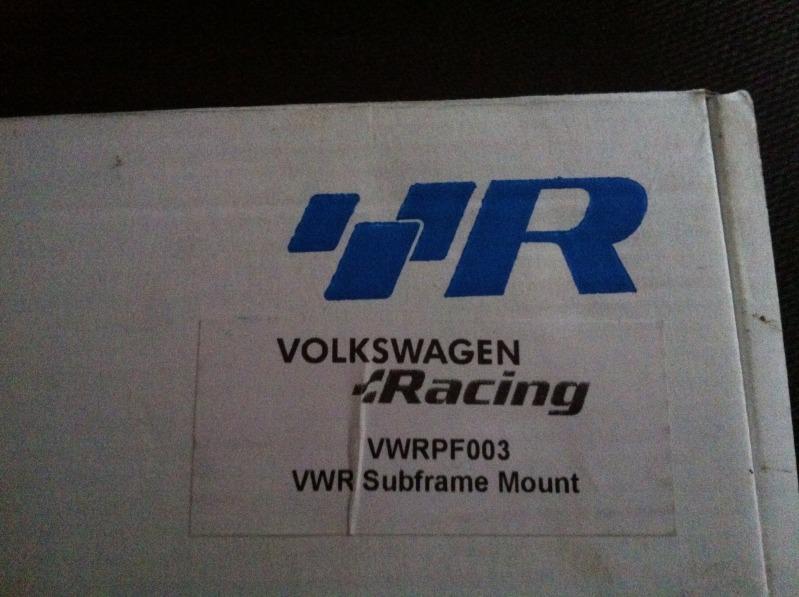 R
VOLKSWAGEN
Racing
VWRPF003
VWR Subframe Mount